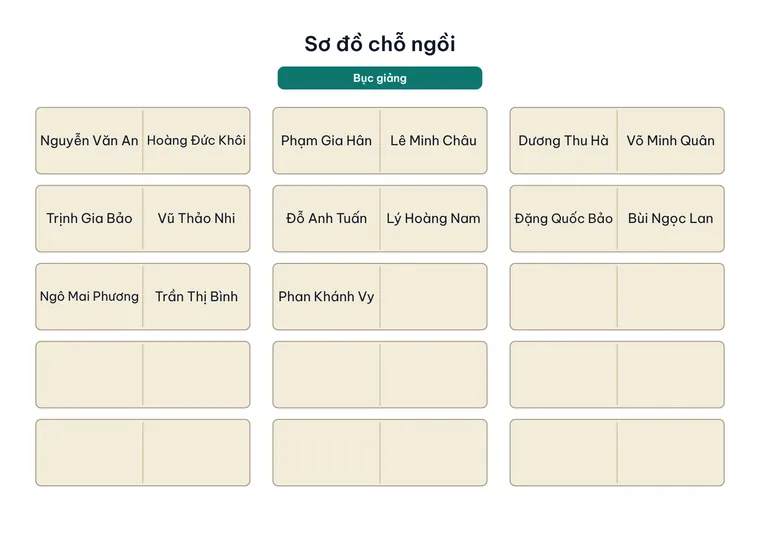 Sơ đồ chỗ ngồi
Bục giảng
Nguyễn Văn An Hoàng Đức Khôi Phạm Gia Hân Lê Minh Châu Dương Thu Hà Võ Minh Quân
Trịnh Gia Bảo Vũ Thảo Nhi Đỗ Anh Tuấn Lý Hoàng Nam Đặng Quốc Bảo Bùi Ngọc Lan
Ngô Mai Phương Trần Thị Bình Phan Khánh Vy